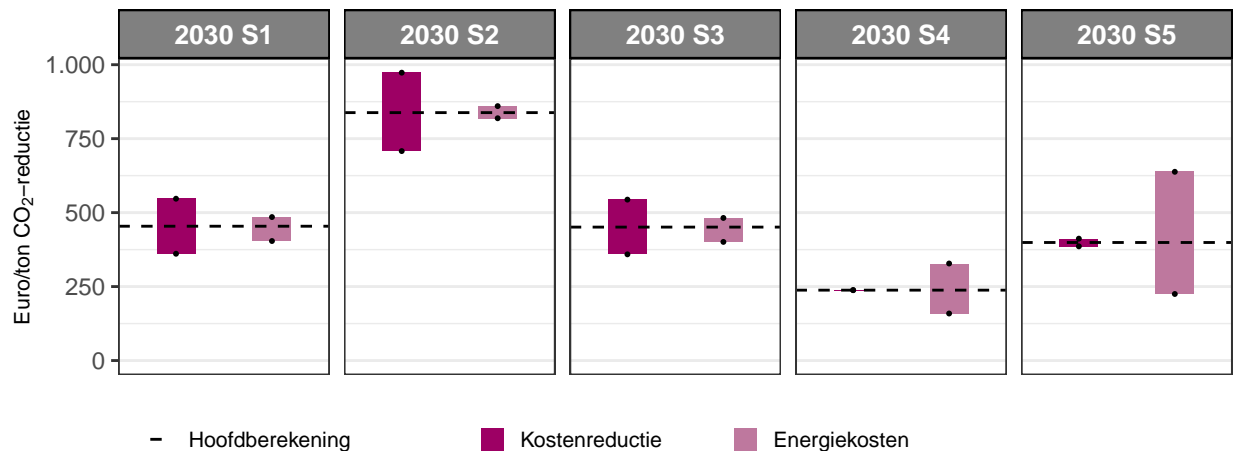 2030 S1 2030 S2 2030 S3 2030 S4 2030 S5
Euro/ton CO₂−reductie
1.000
750
500
250
0
Hoofdberekening Kostenreductie Energiekosten